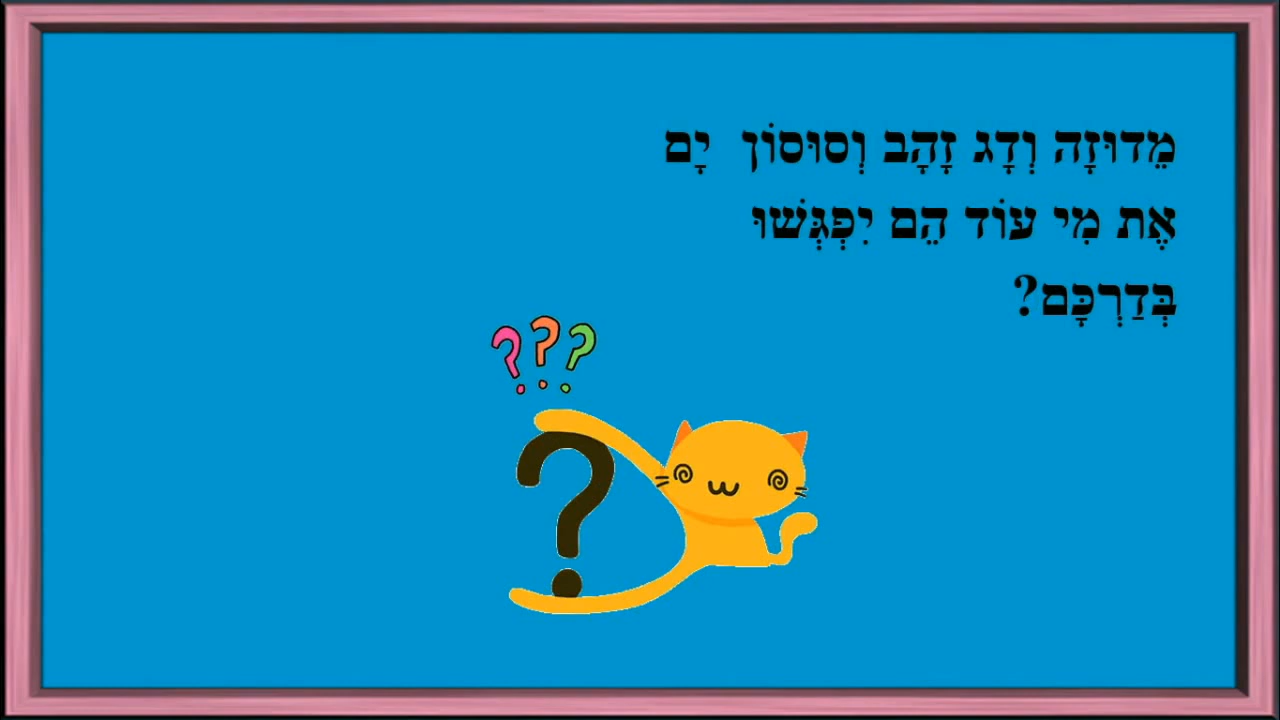 מֵדוּזָה וְדָג זָהָב וְסוּסוֹן יָם
אֶת מִי עוֹד הֵם יִפְגְּשׁוּ
בְּדַרְכָּם?